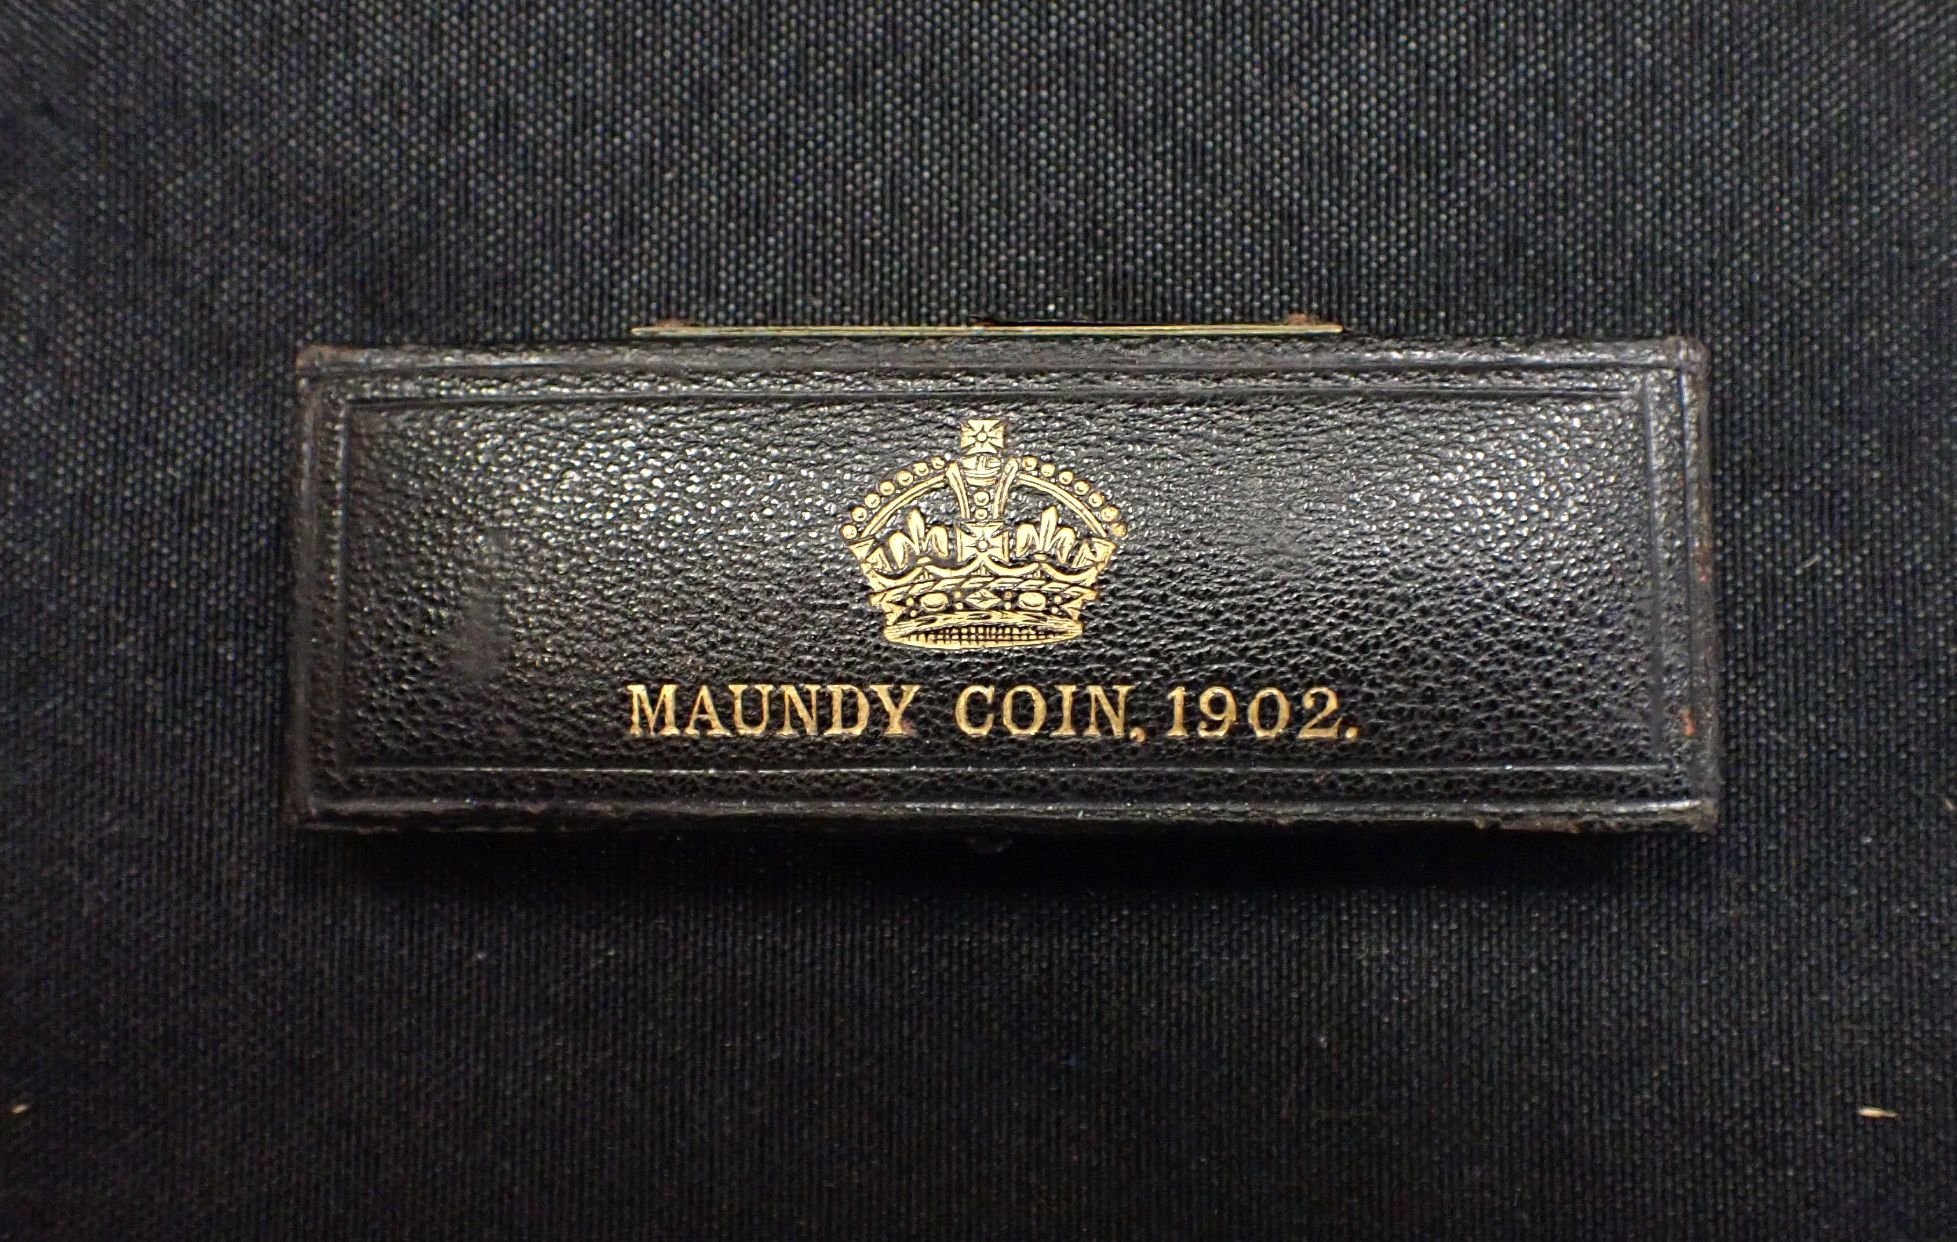 MAUNDY COIN, 1902.